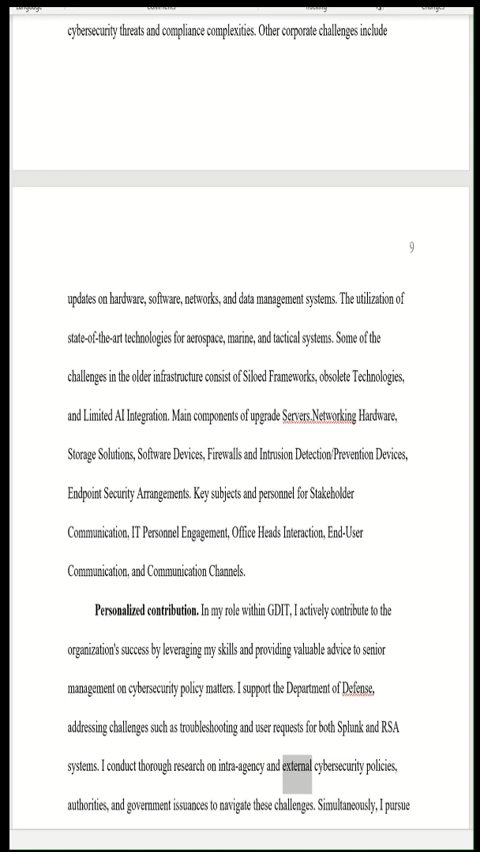 cybersecurity threats and compliance complexities. Other corporate challenges include
9
updates on hardware, software, networks, and data management systems. The utilization of
state-of-the-art technologies for aerospace, marine, and tactical systems. Some of the
challenges in the older infrastructure consist of Siloed Frameworks, obsolete Technologies,
and Limited AI Integration. Main components of upgrade Servers.Networking Hardware,
Storage Solutions, Software Devices, Firewalls and Intrusion Detection/Prevention Devices,
Endpoint Security Arrangements. Key subjects and personnel for Stakeholder
Communication, IT Personnel Engagement, Office Heads Interaction, End-User
Communication, and Communication Channels.
Personalized contribution. In my role within GDIT, I actively contribute to the
organization's success by leveraging my skills and providing valuable advice to senior
management on cybersecurity policy matters. I support the Department of Defense,
addressing challenges such as troubleshooting and user requests for both Splunk and RSA
systems. I conduct thorough research on intra-agency and external cybersecurity policies,
authorities, and government issuances to navigate these challenges. Simultaneously, I pursue